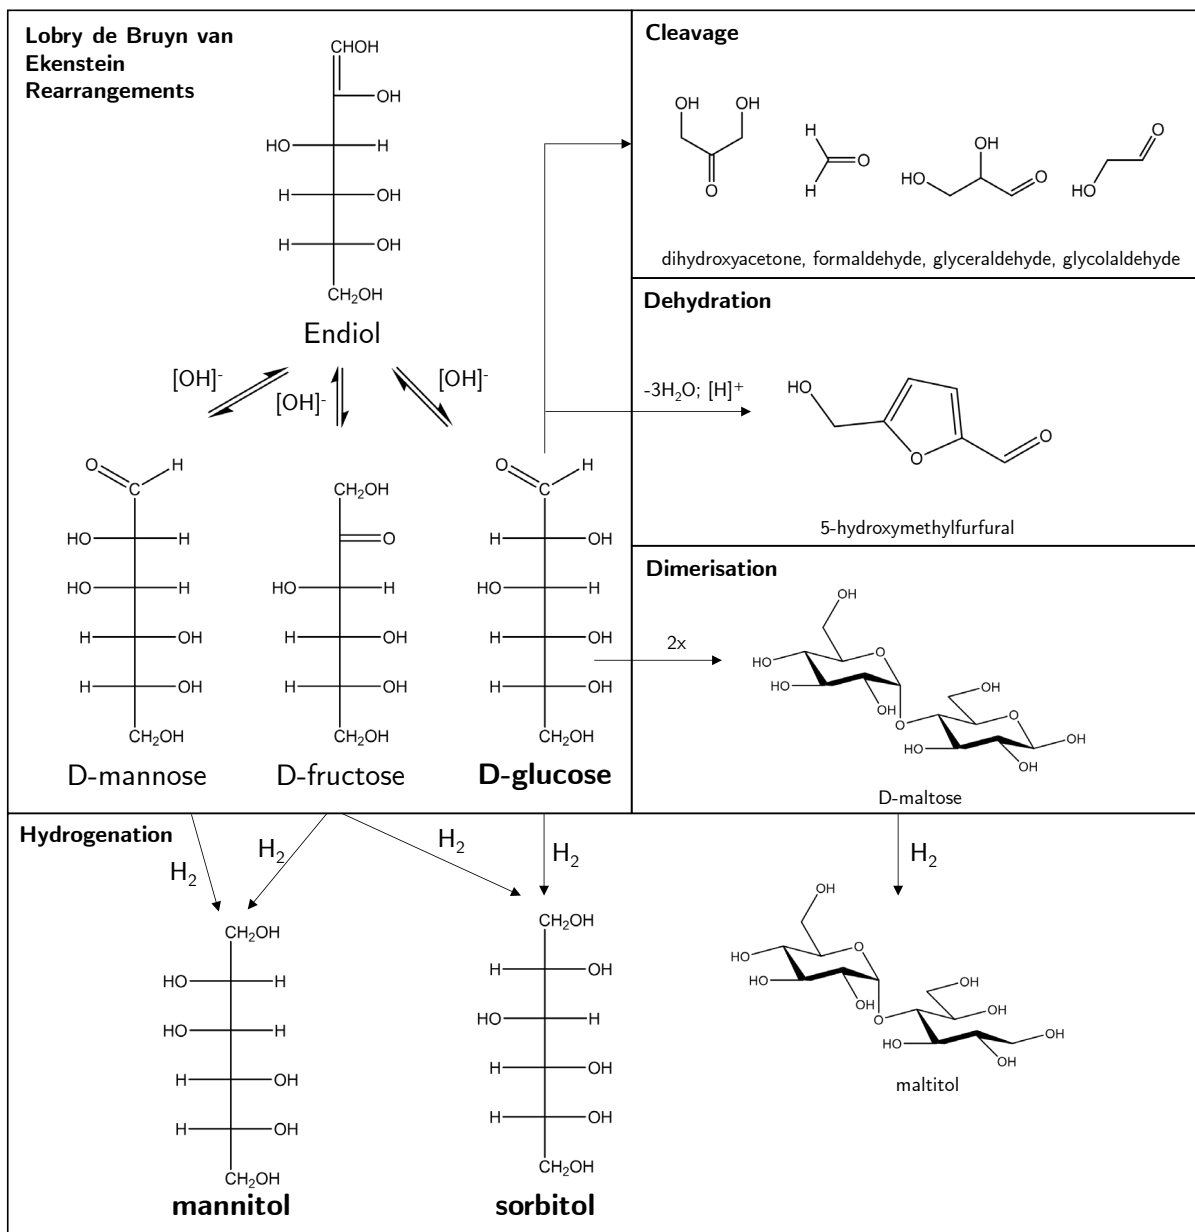 Lobry de Bruyn van
Ekenstein
Rearrangements
CHOH
OH
HO
H
H
OH
H
OH
CH₂OH
Endiol
[OH]-
[OH]-
[OH]-
O
H
C
HO
H
HO
H
H
OH
H
OH
CH₂OH
D-mannose
CH₂OH
O
HO
H
H
OH
H
OH
CH₂OH
D-fructose
O
H
C
H
OH
HO
H
H
OH
H
OH
CH₂OH
D-glucose
Cleavage
OH
OH
O
H
O
H
OH
HO
O
O
HO
dihydroxyacetone, formaldehyde, glyceraldehyde, glycolaldehyde
Dehydration
-3H₂O; [H]⁺
HO
O
O
5-hydroxymethylfurfural
Dimerisation
2x
OH
HO
O
HO
OH
O
OH
O
HO
OH
OH
D-maltose
Hydrogenation
H₂
H₂
H₂
H₂
H₂
CH₂OH
HO
H
HO
H
H
OH
H
OH
CH₂OH
mannitol
CH₂OH
H
OH
HO
H
H
OH
H
OH
CH₂OH
sorbitol
OH
HO
O
HO
OH
O
OH
OH
HO
OH
OH
maltitol